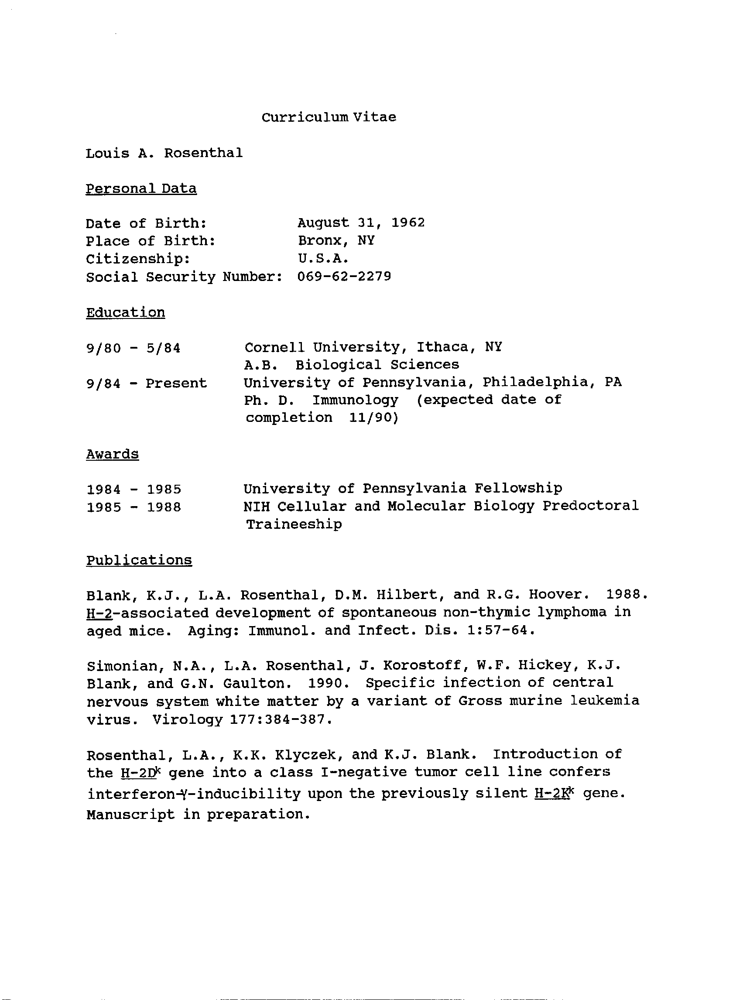 Curriculum Vitae
Louis A. Rosenthal
Personal Data
Date of Birth: August 31, 1962
Place of Birth: Bronx, NY
Citizenship: U.S.A.
Social Security Number: 069-62-2279
Education
9/80 - 5/84 Cornell University, Ithaca, NY
A.B. Biological Sciences
9/84 - Present University of Pennsylvania, Philadelphia, PA
Ph. D. Immunology (expected date of
completion 11/90)
Awards
1984 - 1985 University of Pennsylvania Fellowship
1985 - 1988 NIH Cellular and Molecular Biology Predoctoral
Traineeship
Publications
Blank, K.J., L.A. Rosenthal, D.M. Hilbert, and R.G. Hoover. 1988.
H-2-associated development of spontaneous non-thymic lymphoma in
aged mice. Aging: Immunol. and Infect. Dis. 1:57-64.
Simonian, N.A., L.A. Rosenthal, J. Korostoff, W.F. Hickey, K.J.
Blank, and G.N. Gaulton. 1990. Specific infection of central
nervous system white matter by a variant of Gross murine leukemia
virus. Virology 177:384-387.
Rosenthal, L.A., K.K. Klyczek, and K.J. Blank. Introduction of
the H-2Dᵏ gene into a class I-negative tumor cell line confers
interferon-γ-inducibility upon the previously silent H-2Kᵏ gene.
Manuscript in preparation.